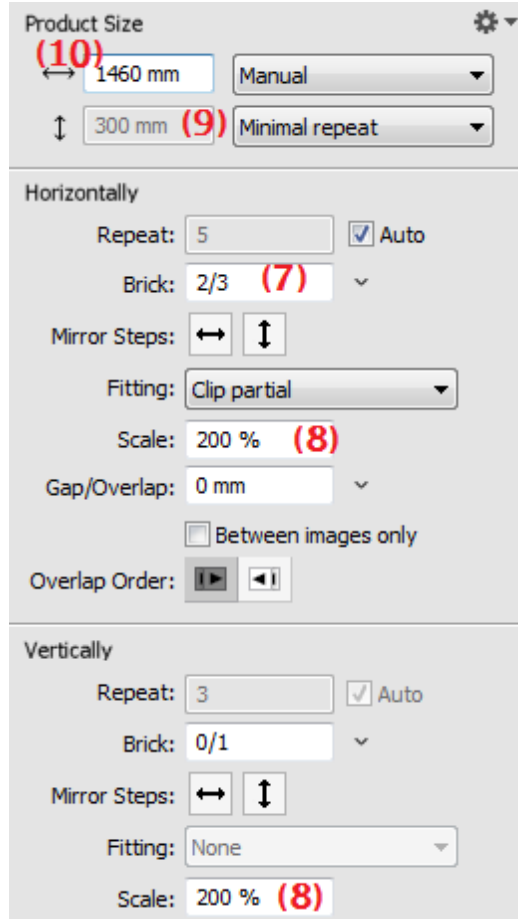 Product Size
(10)
1460 mm Manual
300 mm (9) Minimal repeat
Horizontally
Repeat: 5 Auto
Brick: 2/3 (7)
Mirror Steps:
Fitting: Clip partial
Scale: 200 % (8)
Gap/Overlap: 0 mm
Between images only
Overlap Order:
Vertically
Repeat: 3 Auto
Brick: 0/1
Mirror Steps:
Fitting: None
Scale: 200 % (8)